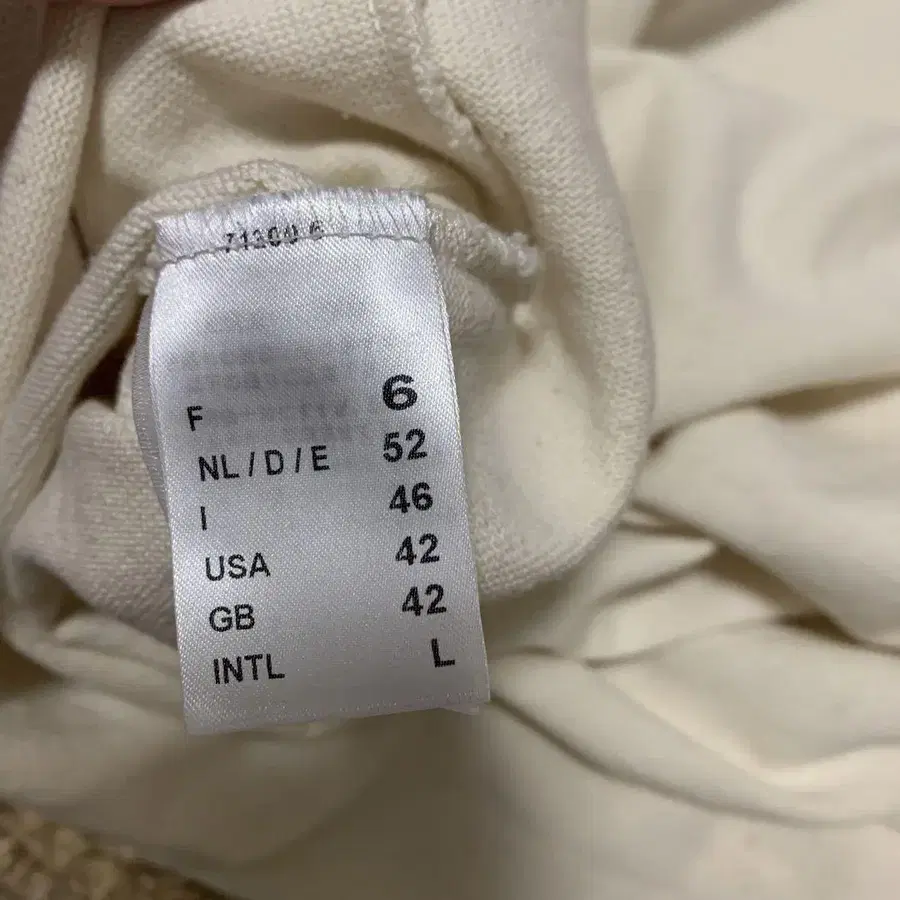 F 6
NL / D / E 52
I 46
USA 42
GB 42
INTL L